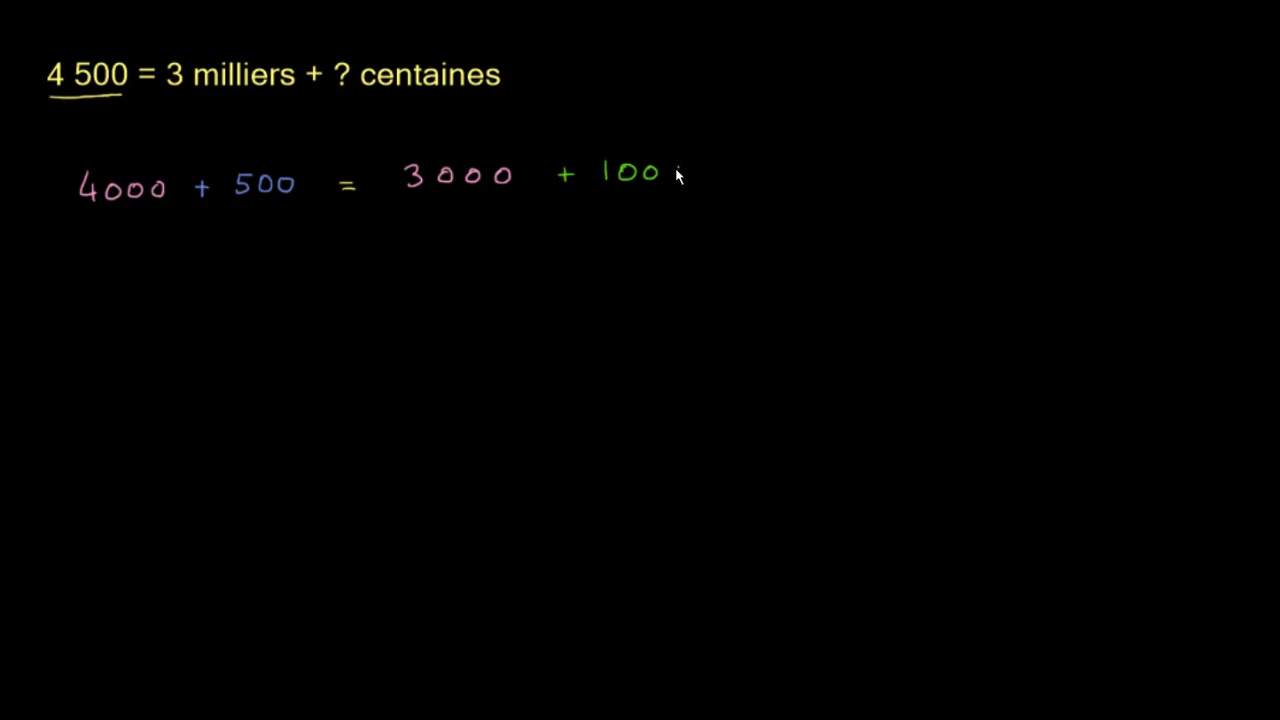 4 500 = 3 milliers + ? centaines
4000 + 500 = 3000 + 100